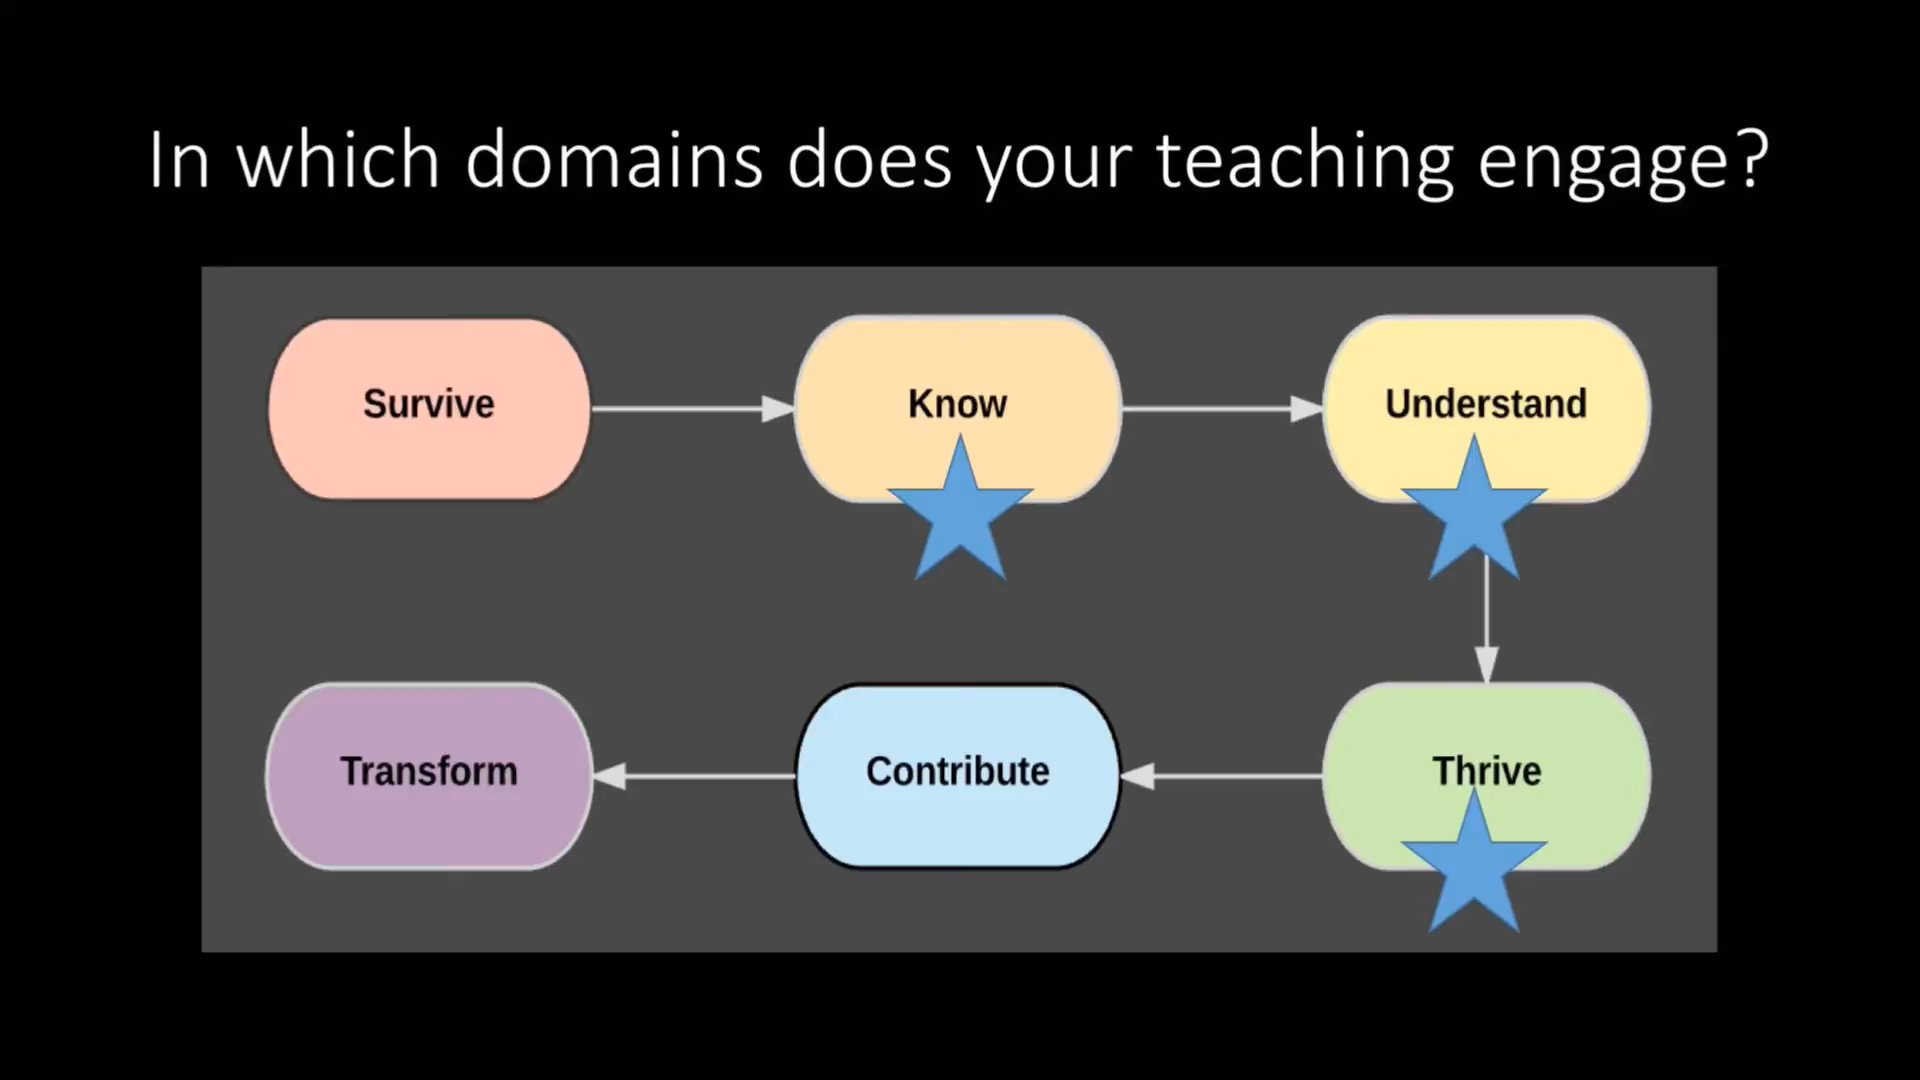 In which domains does your teaching engage?
Survive
Know
Understand
Transform
Contribute
Thrive